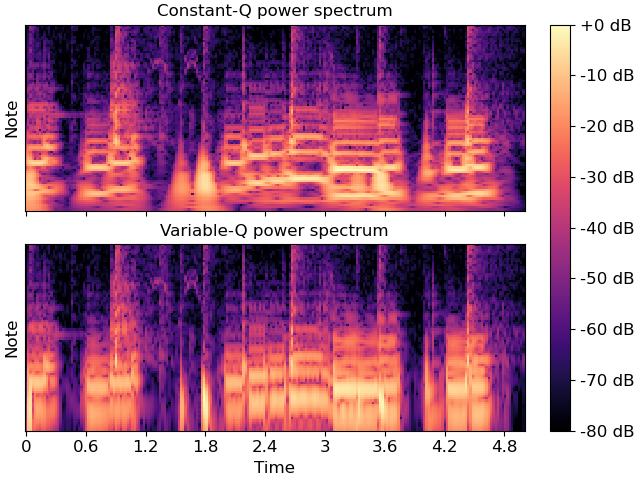 Constant-Q power spectrum
Note
Variable-Q power spectrum
Note
0 0.6 1.2 1.8 2.4 3 3.6 4.2 4.8
Time
+0 dB
-10 dB
-20 dB
-30 dB
-40 dB
-50 dB
-60 dB
-70 dB
-80 dB